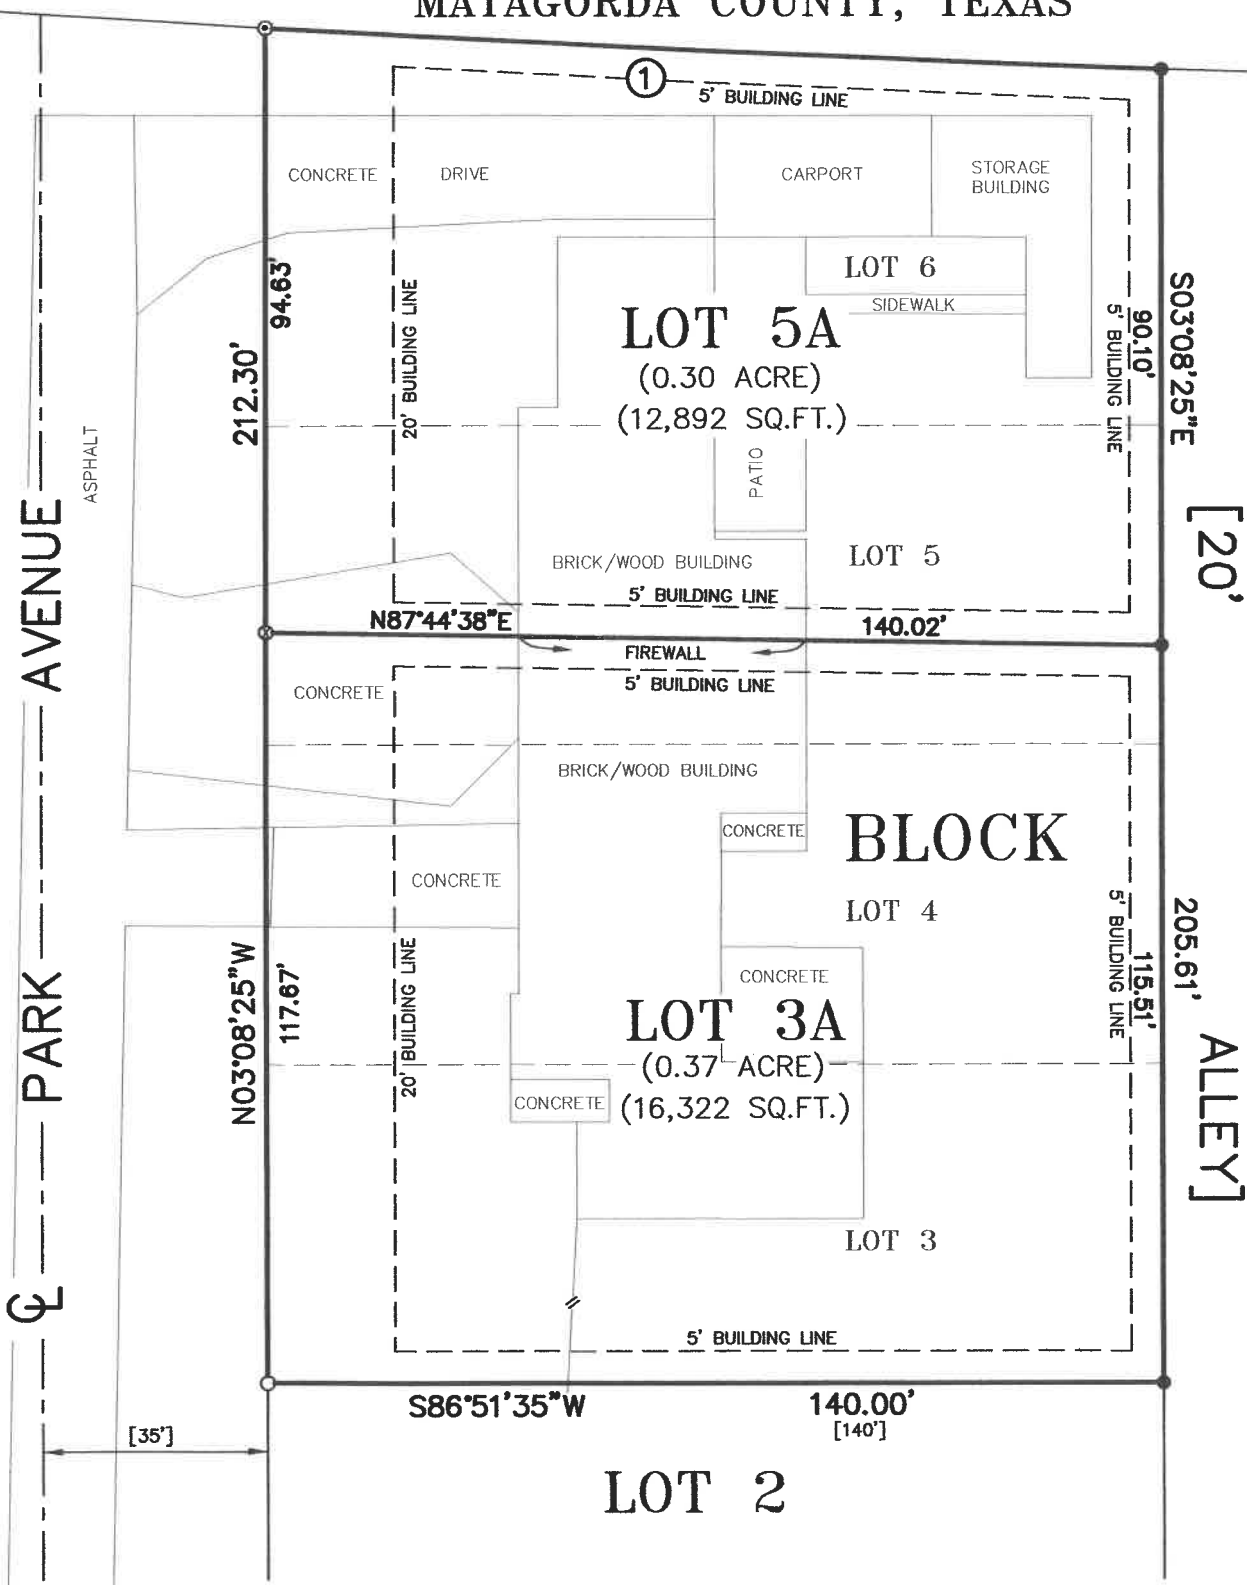 MATAGORDA COUNTY, TEXAS
1
5' BUILDING LINE
CONCRETE DRIVE
CARPORT
STORAGE
BUILDING
LOT 6
SIDEWALK
94.63'
212.30'
20' BUILDING LINE
LOT 5A
(0.30 ACRE)
(12,892 SQ.FT.)
5' BUILDING LINE
90.10'
S03°08'25"E
ASPHALT
PATIO
BRICK/WOOD BUILDING
LOT 5
5' BUILDING LINE
[20' ALLEY]
N87°44'38"E
140.02'
FIREWALL
5' BUILDING LINE
CONCRETE
BRICK/WOOD BUILDING
CONCRETE
BLOCK
CONCRETE
LOT 4
CONCRETE
N03°08'25"W
117.67'
20' BUILDING LINE
LOT 3A
(0.37 ACRE)
(16,322 SQ.FT.)
5' BUILDING LINE
115.51'
205.61'
CONCRETE
LOT 3
℄ PARK AVENUE
5' BUILDING LINE
S86°51'35"W
140.00'
[140']
[35']
LOT 2